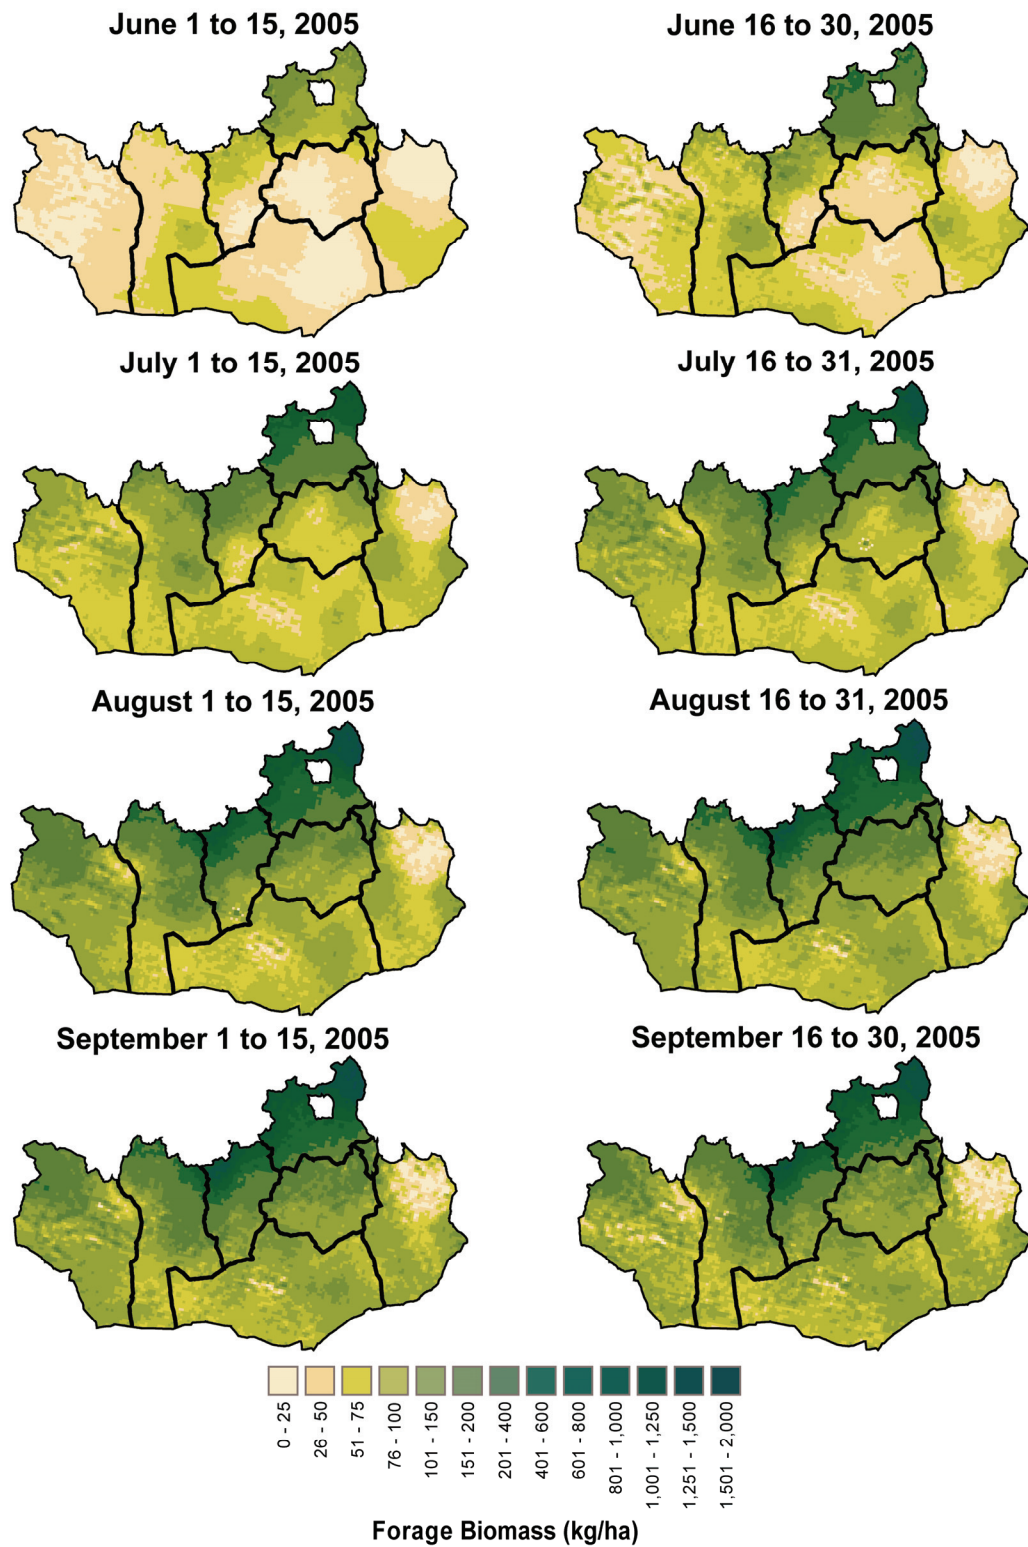 June 1 to 15, 2005
June 16 to 30, 2005
July 1 to 15, 2005
July 16 to 31, 2005
August 1 to 15, 2005
August 16 to 31, 2005
September 1 to 15, 2005
September 16 to 30, 2005
0 - 25
26 - 50
51 - 75
76 - 100
101 - 150
151 - 200
201 - 400
401 - 600
601 - 800
801 - 1,000
1,001 - 1,250
1,251 - 1,500
1,501 - 2,000
Forage Biomass (kg/ha)